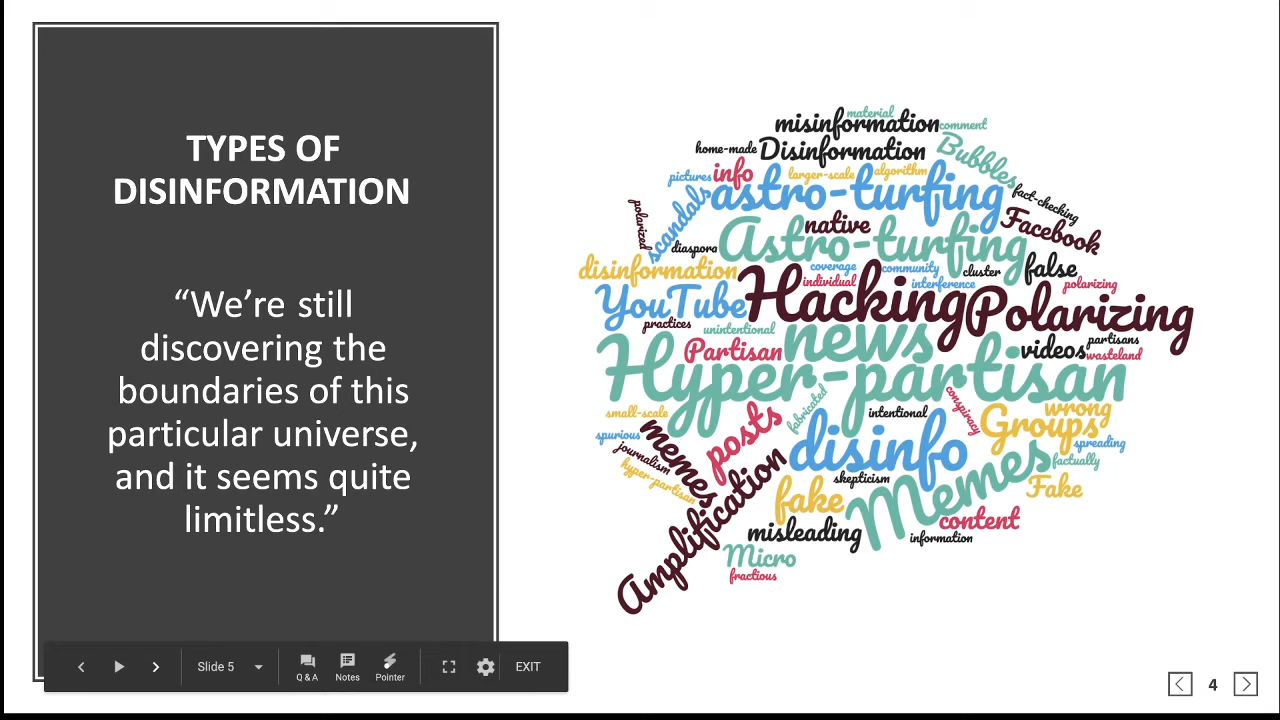 TYPES OF
DISINFORMATION
“We’re still
discovering the
boundaries of this
particular universe,
and it seems quite
limitless.”
material
misinformation
comment
home-made
Disinformation
Bubbles
pictures
info
larger-scale
algorithm
astro-turfing
fact-checking
scandals
polarized
native
Facebook
diaspora
Astro-turfing
disinformation
coverage
community
cluster
false
individual
interference
polarizing
YouTube
Hacking
Polarizing
practices
unintentional
news
Partisan
videos
partisans
wasteland
Hyper-partisan
fabricated
conspiracy
small-scale
posts
intentional
Groups
wrong
spurious
memes
disinfo
spreading
journalism
factually
hyper-partisan
Amplification
skepticism
Memes
fake
Fake
misleading
content
information
Micro
fractious
Slide 5
Q & A
Notes
Pointer
EXIT
4